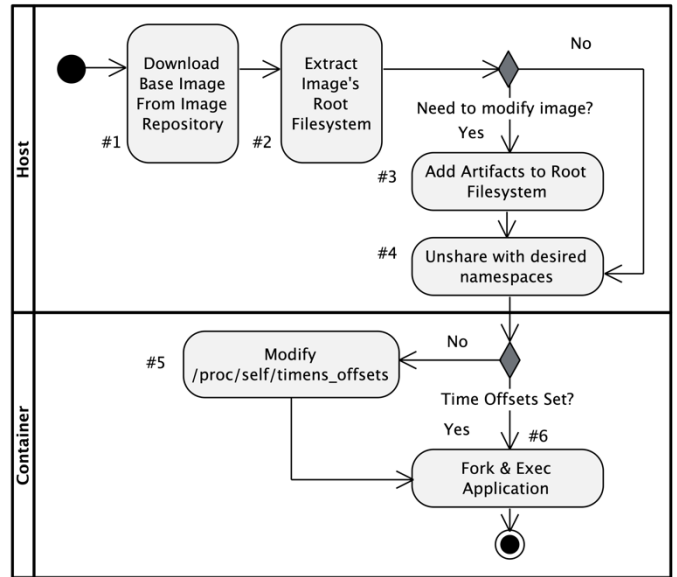 Host
Download
Base Image
From Image
Repository
#1
Extract
Image's
Root
Filesystem
#2
No
Need to modify image?
Yes
#3
Add Artifacts to Root
Filesystem
#4
Unshare with desired
namespaces
Container
No
#5
Modify
/proc/self/timens_offsets
Time Offsets Set?
Yes
#6
Fork & Exec
Application